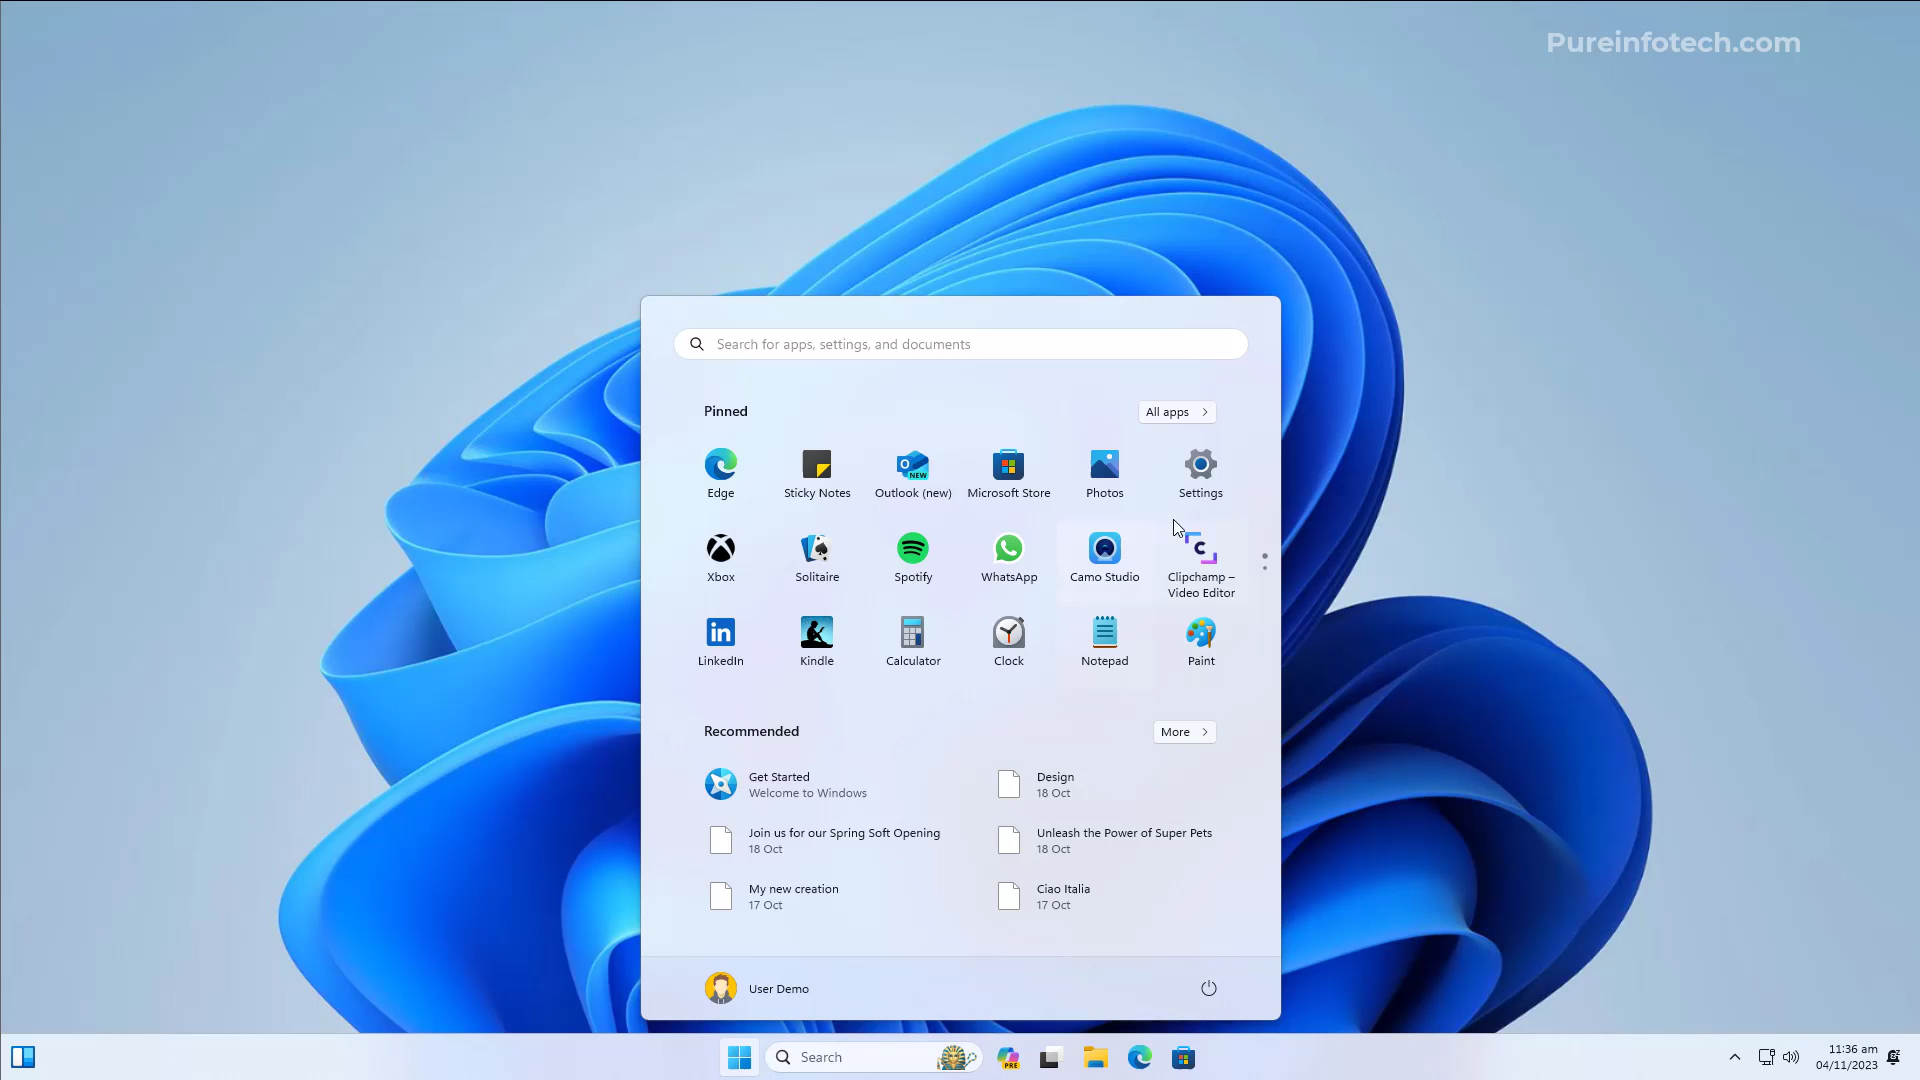 Pureinfotech.com
Search for apps, settings, and documents
Pinned
All apps
Edge
Sticky Notes
Outlook (new)
NEW
Microsoft Store
Photos
Settings
Xbox
Solitaire
Spotify
WhatsApp
Camo Studio
Clipchamp –
Video Editor
LinkedIn
Kindle
Calculator
Clock
Notepad
Paint
Recommended
More
Get Started
Welcome to Windows
Design
18 Oct
Join us for our Spring Soft Opening
18 Oct
Unleash the Power of Super Pets
18 Oct
My new creation
17 Oct
Ciao Italia
17 Oct
User Demo
Search
PRE
11:36 am
04/11/2023